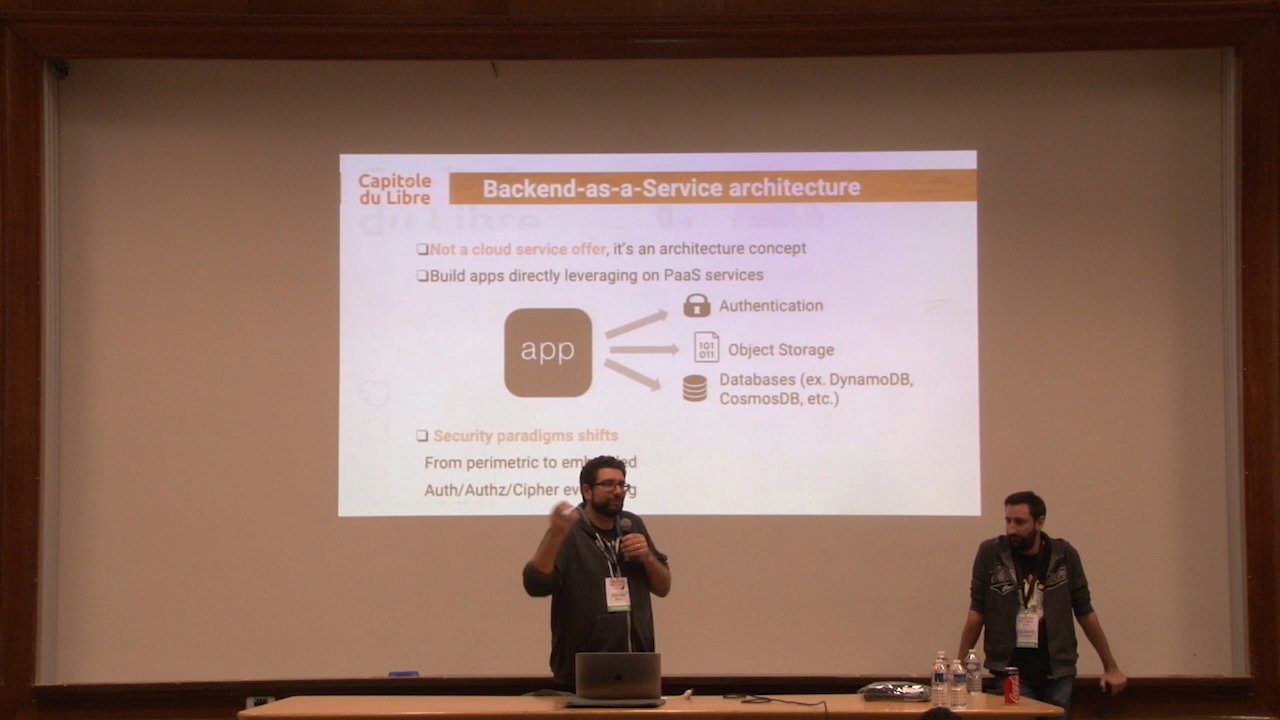 Capitole
du Libre
Backend-as-a-Service architecture
Not a cloud service offer, it's an architecture concept
Build apps directly leveraging on PaaS services
app
Authentication
101
011
Object Storage
Databases (ex. DynamoDB,
CosmosDB, etc.)
Security paradigms shifts
From perimetric to
Auth/Authz/Cipher